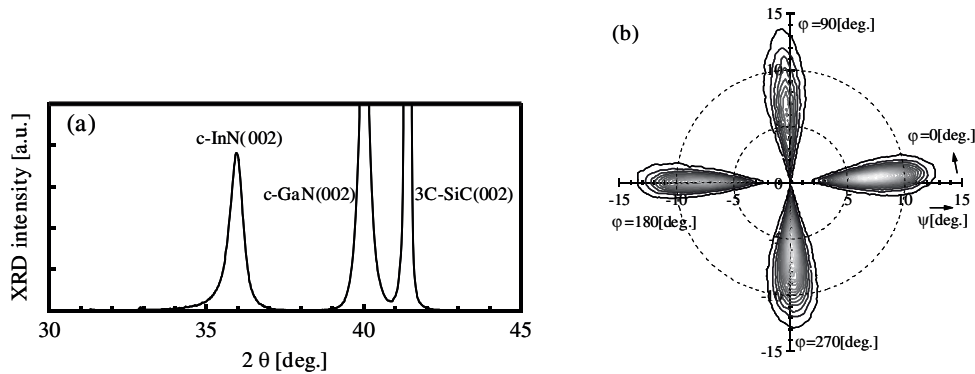 (a)
c-InN(002)
c-GaN(002)
3C-SiC(002)
XRD intensity [a.u.]
30
35
40
45
2 θ [deg.]
(b)
15
φ=90[deg.]
10
φ=0[deg.]
0
-15
-10
-5
5
10
15
φ=180[deg.]
ψ[deg.]
-10
-15
φ=270[deg.]